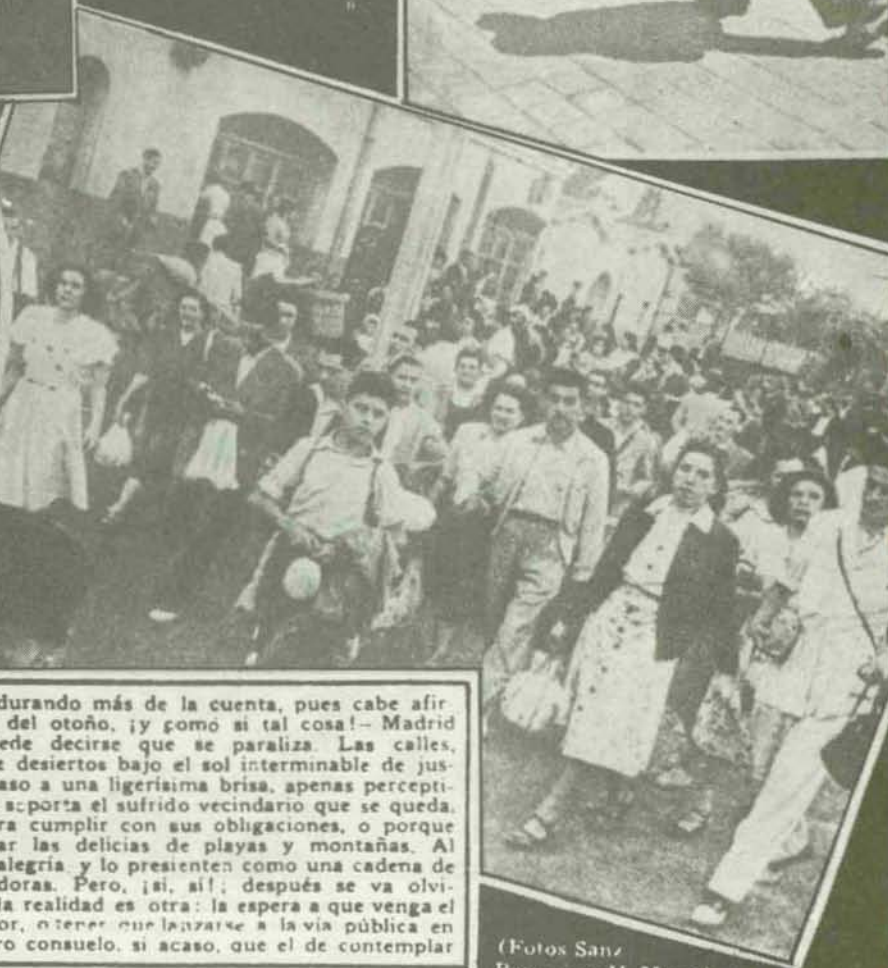 durando más de la cuenta, pues cabe afir
del otoño, ¡y como si tal cosa!— Madrid
ede decirse que se paraliza. Las calles,
e desiertos bajo el sol interminable de jus-
aso a una ligerísima brisa, apenas percepti-
soporta el sufrido vecindario que se queda,
ra cumplir con sus obligaciones, o porque
ar las delicias de playas y montañas. Al
alegría y lo presienten como una cadena de
doras. Pero, ¡sí, sí!, después se va olvi-
la realidad es otra: la espera a que venga el
or, o tener que lanzarse a la vía pública en
ro consuelo, si acaso, que el de contemplar
(Fotos Sanz